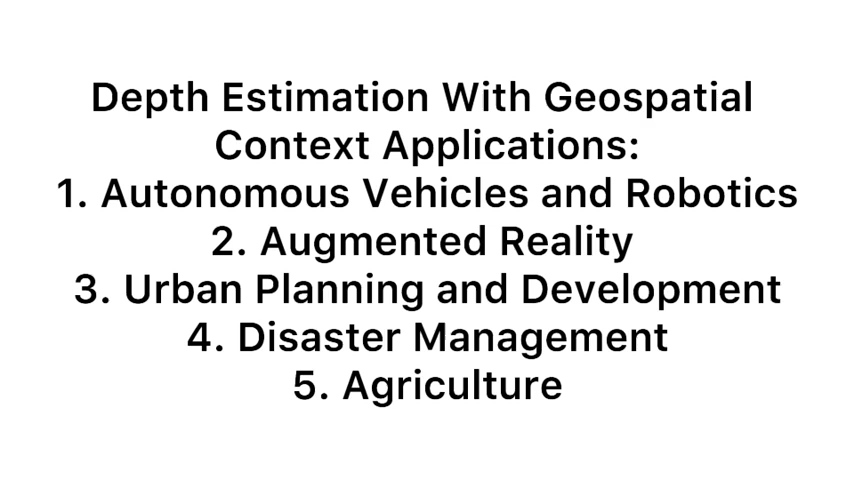 Depth Estimation With Geospatial
Context Applications:
1. Autonomous Vehicles and Robotics
2. Augmented Reality
3. Urban Planning and Development
4. Disaster Management
5. Agriculture